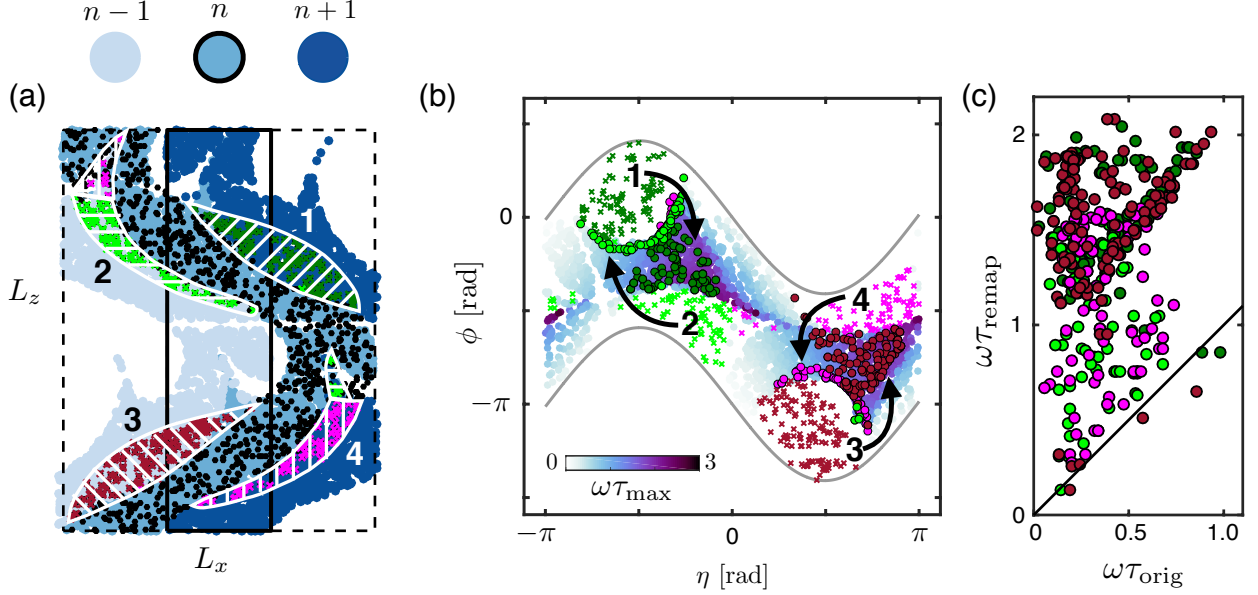 n − 1 n n + 1
(a)
1
2
3
4
L_z
L_x
(b)
ϕ [rad]
0
−π
1
2
4
3
0 3
ωτ_max
−π 0 π
η [rad]
(c)
ωτ_remap
2
1
0
0 0.5 1.0
ωτ_orig